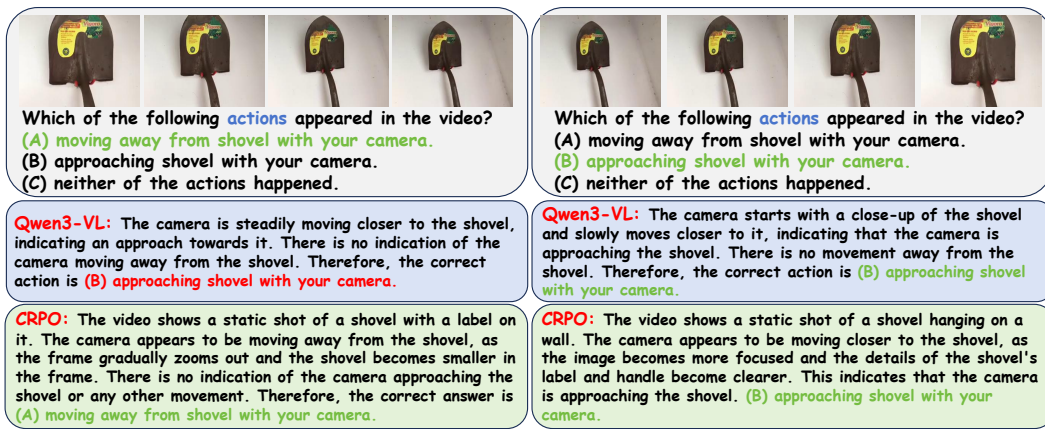 Which of the following actions appeared in the video?
(A) moving away from shovel with your camera.
(B) approaching shovel with your camera.
(C) neither of the actions happened.
Qwen3-VL: The camera is steadily moving closer to the shovel,
indicating an approach towards it. There is no indication of the
camera moving away from the shovel. Therefore, the correct
action is (B) approaching shovel with your camera.
CRPO: The video shows a static shot of a shovel with a label on
it. The camera appears to be moving away from the shovel, as
the frame gradually zooms out and the shovel becomes smaller in
the frame. There is no indication of the camera approaching the
shovel or any other movement. Therefore, the correct answer is
(A) moving away from shovel with your camera.
Which of the following actions appeared in the video?
(A) moving away from shovel with your camera.
(B) approaching shovel with your camera.
(C) neither of the actions happened.
Qwen3-VL: The camera starts with a close-up of the shovel
and slowly moves closer to it, indicating that the camera is
approaching the shovel. There is no movement away from the
shovel. Therefore, the correct action is (B) approaching shovel
with your camera.
CRPO: The video shows a static shot of a shovel hanging on a
wall. The camera appears to be moving closer to the shovel, as
the image becomes more focused and the details of the shovel's
label and handle become clearer. This indicates that the camera
is approaching the shovel. (B) approaching shovel with your
camera.